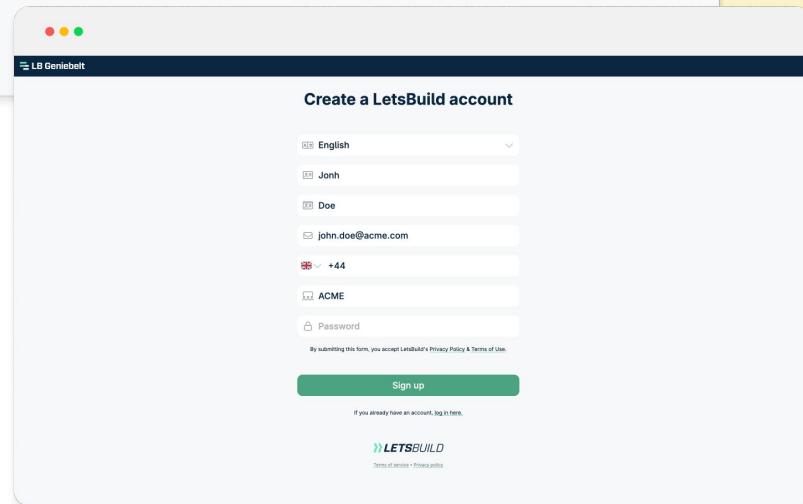 LB Geniebelt
Create a LetsBuild account
English
Jonh
Doe
john.doe@acme.com
+44
ACME
Password
By submitting this form, you accept LetsBuild's Privacy Policy & Terms of Use.
Sign up
If you already have an account, log in here.
LETSBUILD
Terms of service • Privacy policy